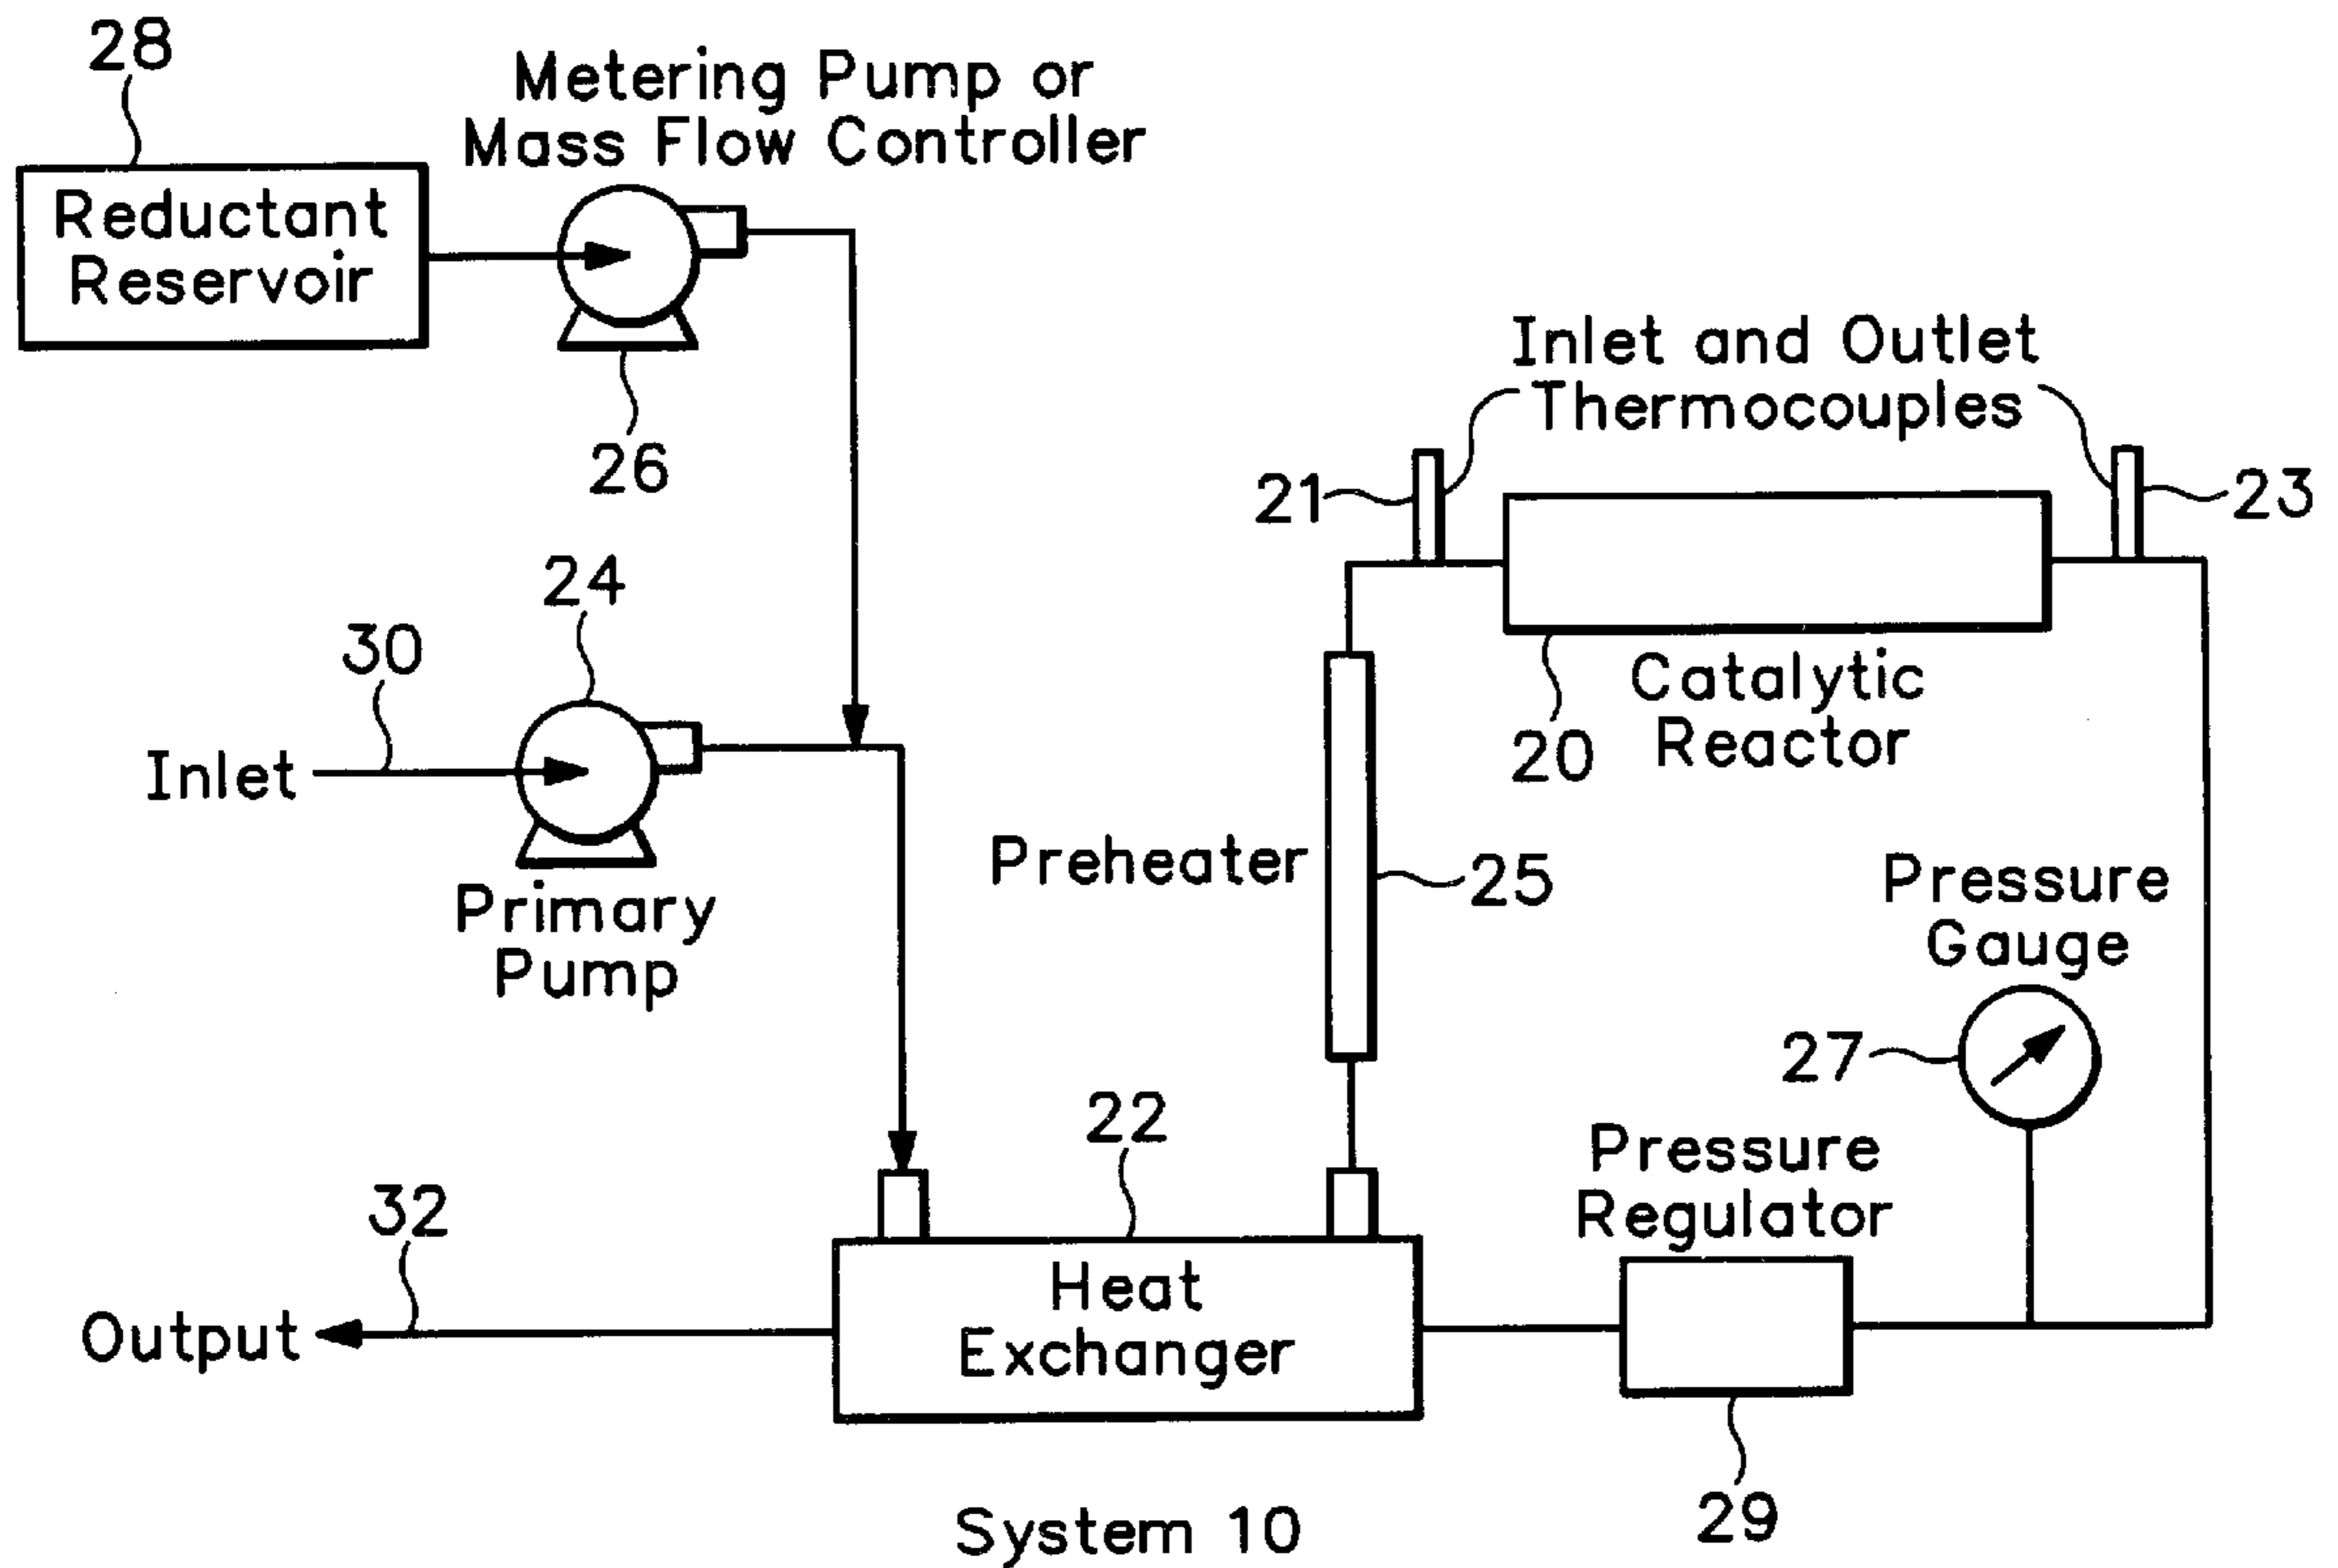 28
Metering Pump or
Mass Flow Controller
Reductant
Reservoir
26
Inlet and Outlet
Thermocouples
21
23
24
30
Inlet
Primary
Pump
Catalytic
Reactor
20
Preheater
25
Pressure
Gauge
27
22
Pressure
Regulator
32
Output
Heat
Exchanger
29
System 10